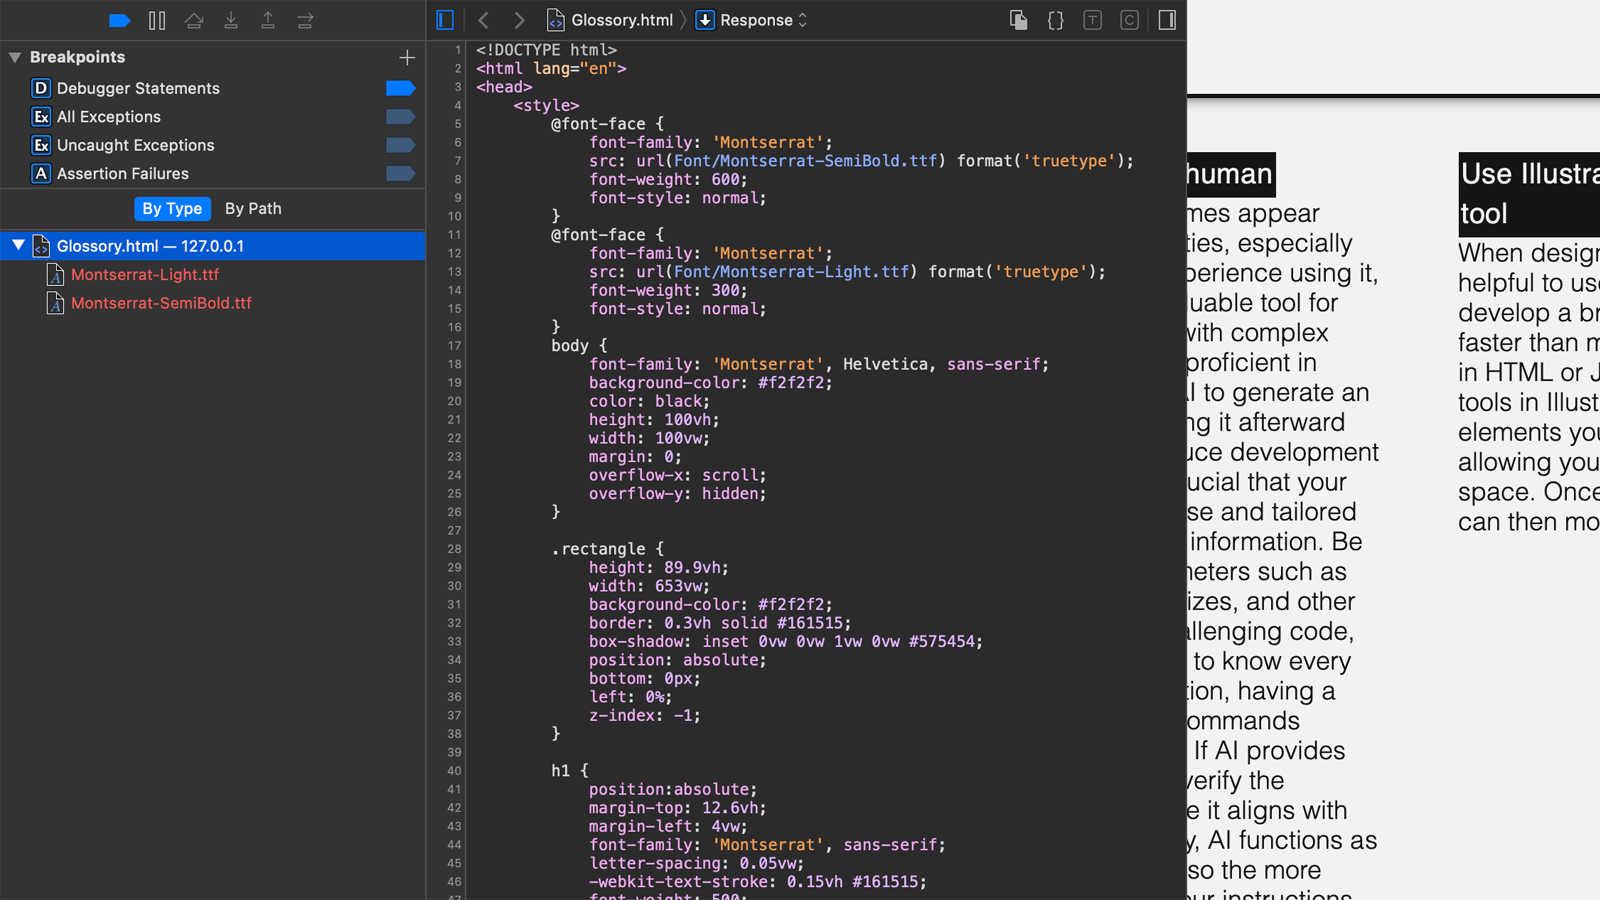 Glossory.html
Response
Breakpoints
D Debugger Statements
Ex All Exceptions
Ex Uncaught Exceptions
A Assertion Failures
By Type By Path
Glossory.html — 127.0.0.1
Montserrat-Light.ttf
Montserrat-SemiBold.ttf
1 <!DOCTYPE html>
2 <html lang="en">
3 <head>
4 <style>
5 @font-face {
6 font-family: 'Montserrat';
7 src: url(Font/Montserrat-SemiBold.ttf) format('truetype');
8 font-weight: 600;
9 font-style: normal;
10 }
11 @font-face {
12 font-family: 'Montserrat';
13 src: url(Font/Montserrat-Light.ttf) format('truetype');
14 font-weight: 300;
15 font-style: normal;
16 }
17 body {
18 font-family: 'Montserrat', Helvetica, sans-serif;
19 background-color: #f2f2f2;
20 color: black;
21 height: 100vh;
22 width: 100vw;
23 margin: 0;
24 overflow-x: scroll;
25 overflow-y: hidden;
26 }
27
28 .rectangle {
29 height: 89.9vh;
30 width: 653vw;
31 background-color: #f2f2f2;
32 border: 0.3vh solid #161515;
33 box-shadow: inset 0vw 0vw 1vw 0vw #575454;
34 position: absolute;
35 bottom: 0px;
36 left: 0%;
37 z-index: -1;
38 }
39
40 h1 {
41 position:absolute;
42 margin-top: 12.6vh;
43 margin-left: 4vw;
44 font-family: 'Montserrat', sans-serif;
45 letter-spacing: 0.05vw;
46 -webkit-text-stroke: 0.15vh #161515;
47 font-weight: 500;
human
mes appear
ties, especially
perience using it,
luable tool for
with complex
proficient in
AI to generate an
ng it afterward
uce development
ucial that your
se and tailored
information. Be
meters such as
izes, and other
allenging code,
to know every
tion, having a
ommands
If AI provides
verify the
e it aligns with
y, AI functions as
so the more
ur instructions
Use Illustra
tool
When design
helpful to us
develop a br
faster than m
in HTML or J
tools in Illust
elements you
allowing you
space. Once
can then mo